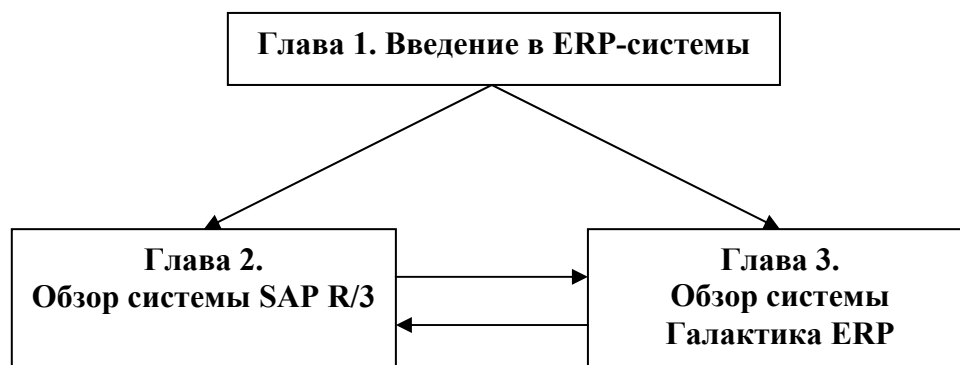 Глава 1. Введение в ERP-системы
Глава 2.
Обзор системы SAP R/3
Глава 3.
Обзор системы
Галактика ERP